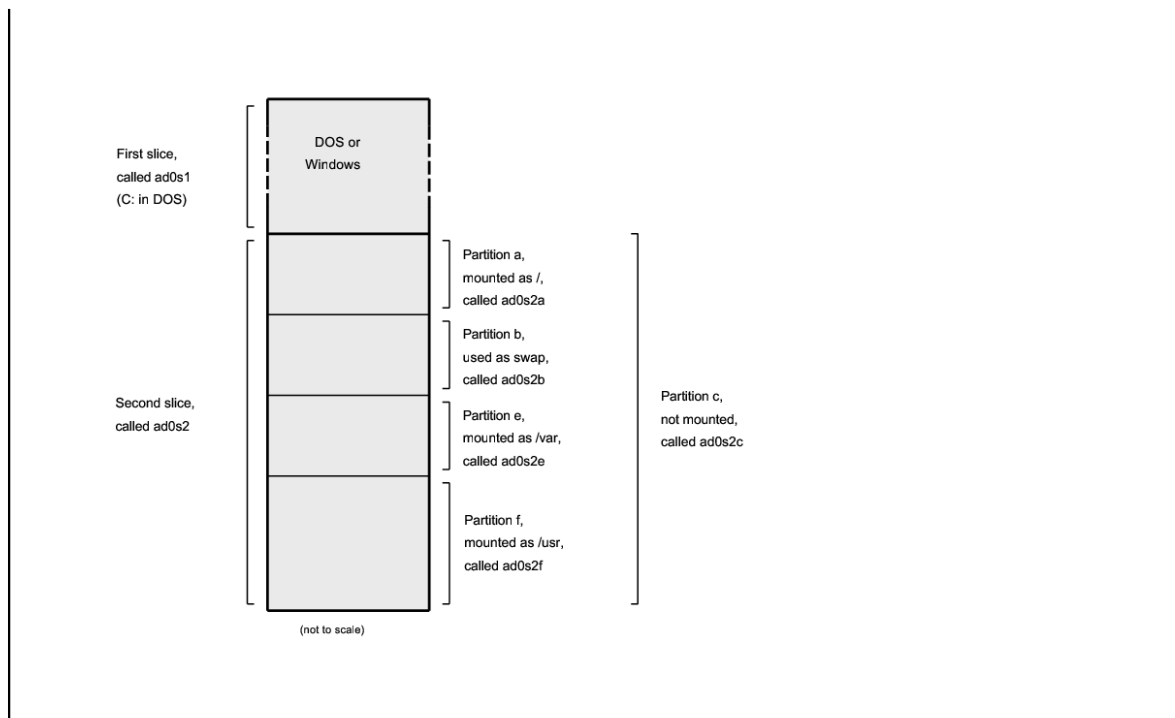 DOS or
Windows
First slice,
called ad0s1
(C: in DOS)
Partition a,
mounted as /,
called ad0s2a
Partition b,
used as swap,
called ad0s2b
Second slice,
called ad0s2
Partition e,
mounted as /var,
called ad0s2e
Partition c,
not mounted,
called ad0s2c
Partition f,
mounted as /usr,
called ad0s2f
(not to scale)